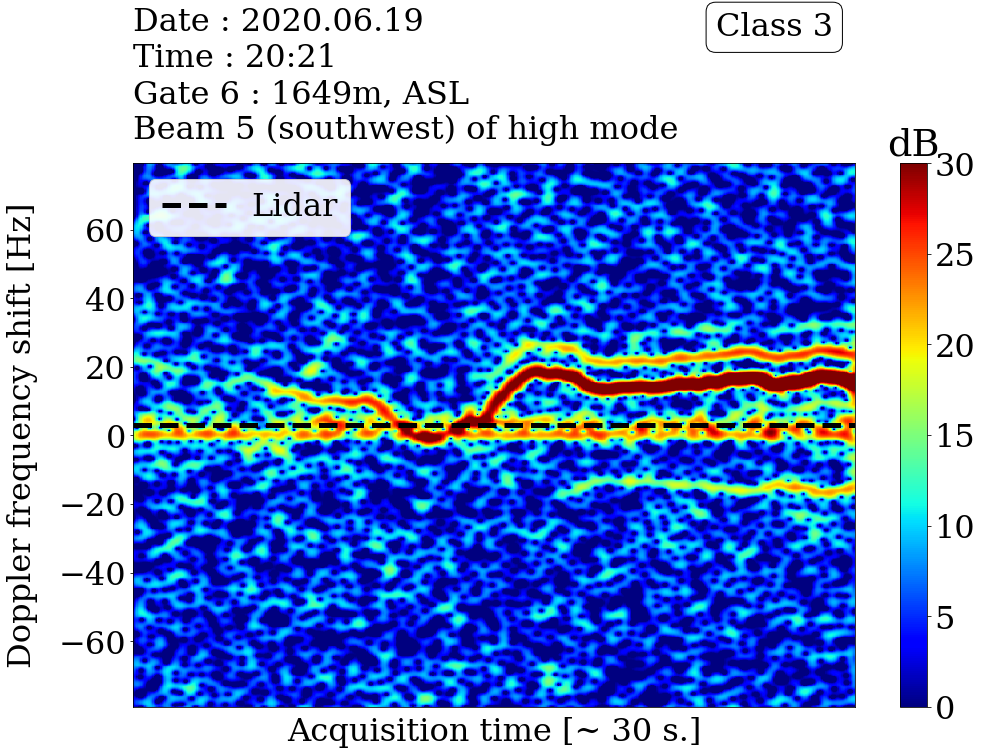 Date : 2020.06.19
Time : 20:21
Gate 6 : 1649m, ASL
Beam 5 (southwest) of high mode
Class 3
dB
Lidar
Doppler frequency shift [Hz]
60
40
20
0
−20
−40
−60
30
25
20
15
10
5
0
Acquisition time [~ 30 s.]